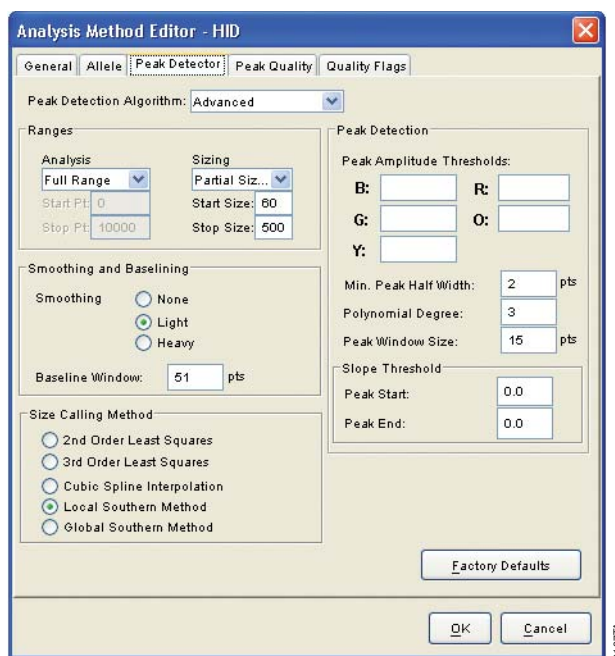 Analysis Method Editor - HID
General Allele Peak Detector Peak Quality Quality Flags
Peak Detection Algorithm: Advanced
Ranges
Analysis
Full Range
Start Pt: 0
Stop Pt: 10000
Sizing
Partial Siz...
Start Size: 60
Stop Size: 500
Smoothing and Baselining
Smoothing
None
Light
Heavy
Baseline Window: 51 pts
Size Calling Method
2nd Order Least Squares
3rd Order Least Squares
Cubic Spline Interpolation
Local Southern Method
Global Southern Method
Peak Detection
Peak Amplitude Thresholds:
B: R:
G: O:
Y:
Min. Peak Half Width: 2 pts
Polynomial Degree: 3
Peak Window Size: 15 pts
Slope Threshold
Peak Start: 0.0
Peak End: 0.0
Factory Defaults
OK Cancel